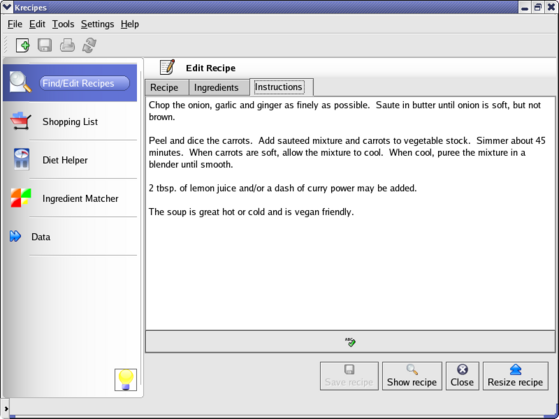 Krecipes
File Edit Tools Settings Help
Find/Edit Recipes
Shopping List
Diet Helper
Ingredient Matcher
Data
Edit Recipe
Recipe Ingredients Instructions
Chop the onion, garlic and ginger as finely as possible. Saute in butter until onion is soft, but not
brown.
Peel and dice the carrots. Add sauteed mixture and carrots to vegetable stock. Simmer about 45
minutes. When carrots are soft, allow the mixture to cool. When cool, puree the mixture in a
blender until smooth.
2 tbsp. of lemon juice and/or a dash of curry power may be added.
The soup is great hot or cold and is vegan friendly.
ABC
Save recipe Show recipe Close Resize recipe